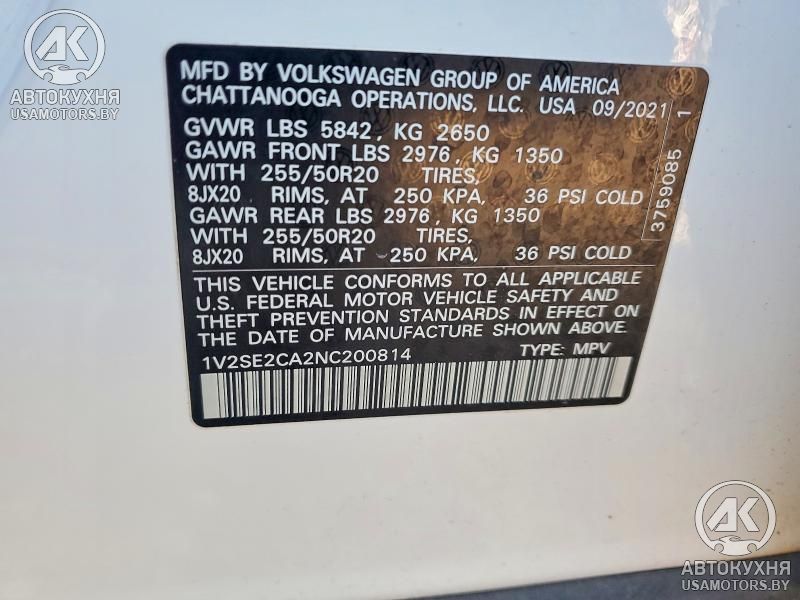 AK
АВТОКУХНЯ
USAMOTORS.BY
MFD BY VOLKSWAGEN GROUP OF AMERICA
CHATTANOOGA OPERATIONS, LLC. USA 09/2021
GVWR LBS 5842, KG 2650
GAWR FRONT LBS 2976, KG 1350
WITH 255/50R20 TIRES,
8JX20 RIMS, AT 250 KPA, 36 PSI COLD
GAWR REAR LBS 2976, KG 1350
WITH 255/50R20 TIRES,
8JX20 RIMS, AT 250 KPA, 36 PSI COLD
3759085 1
THIS VEHICLE CONFORMS TO ALL APPLICABLE
U.S. FEDERAL MOTOR VEHICLE SAFETY AND
THEFT PREVENTION STANDARDS IN EFFECT ON
THE DATE OF MANUFACTURE SHOWN ABOVE.
1V2SE2CA2NC200814 TYPE: MPV
AK
АВТОКУХНЯ
USAMOTORS.BY